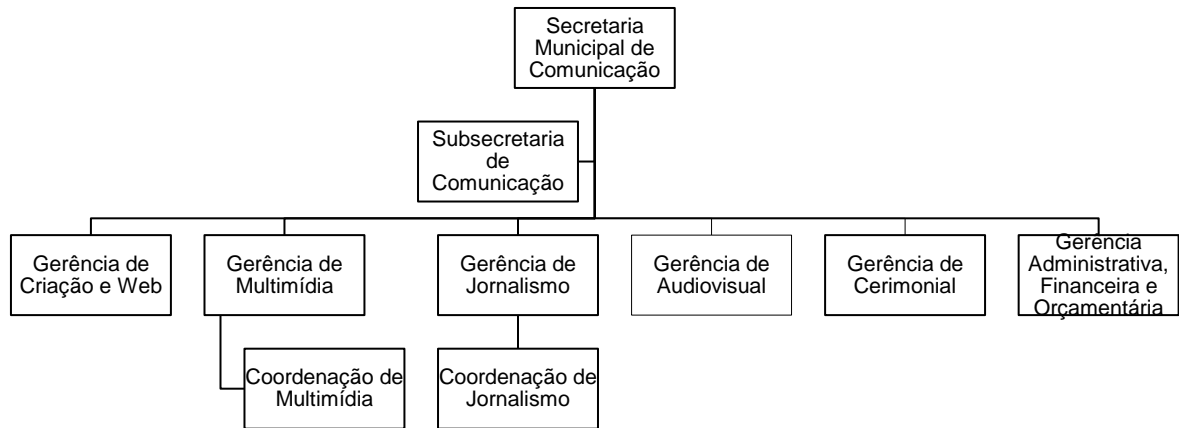 Secretaria
Municipal de
Comunicação
Subsecretaria
de
Comunicação
Gerência de
Criação e Web
Gerência de
Multimídia
Gerência de
Jornalismo
Gerência de
Audiovisual
Gerência de
Cerimonial
Gerência
Administrativa,
Financeira e
Orçamentária
Coordenação de
Multimídia
Coordenação de
Jornalismo